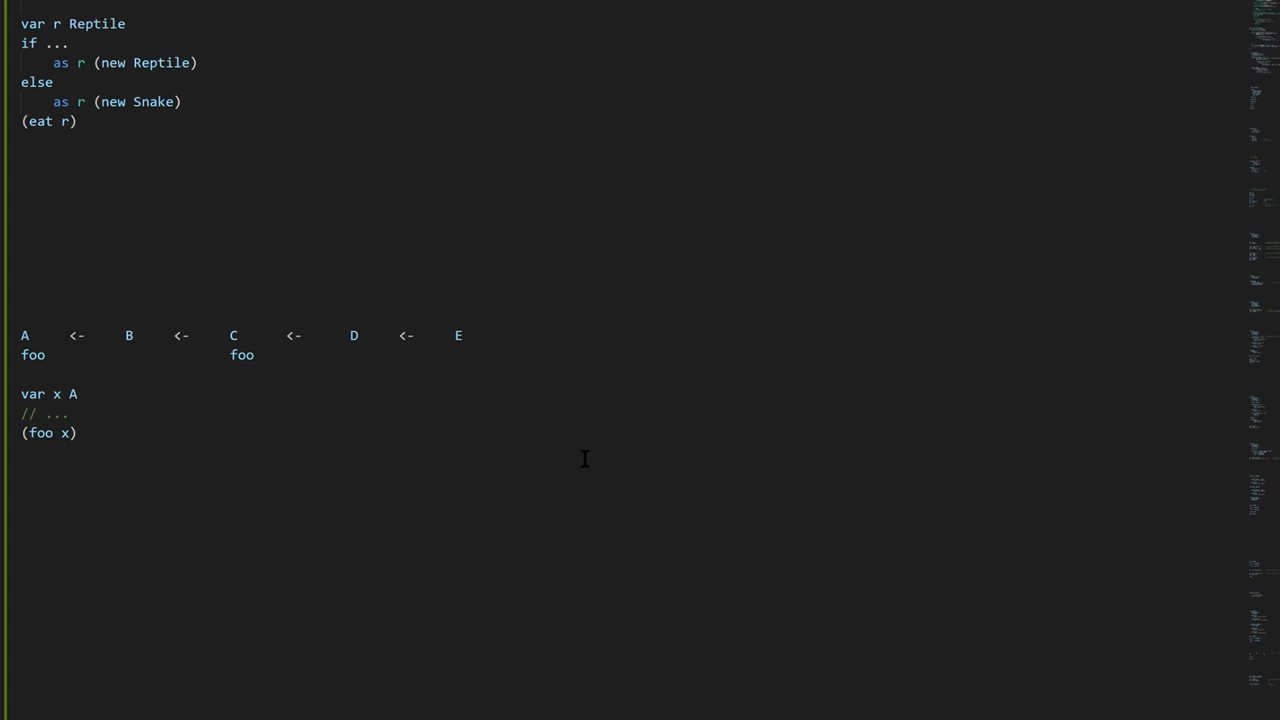 var r Reptile
if ...
    as r (new Reptile)
else
    as r (new Snake)
(eat r)
A <- B <- C <- D <- E
foo foo
var x A
// ...
(foo x)